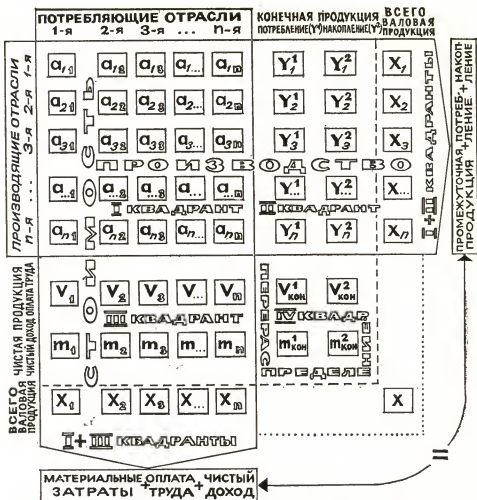 ПОТРЕБЛЯЮЩИЕ ОТРАСЛИ
1-я 2-я 3-я ... n-я
КОНЕЧНАЯ ПРОДУКЦИЯ
ПОТРЕБЛЕНИЕ(Y¹) НАКОПЛЕНИЕ(Y²)
ВСЕГО
ВАЛОВАЯ
ПРОДУКЦИЯ
ПРОИЗВОДЯЩИЕ ОТРАСЛИ
1-я 2-я 3-я ... n-я
a₁₁ a₁₂ a₁₃ a₁... a₁ₙ Y₁¹ Y₁² X₁
a₂₁ a₂₂ a₂₃ a₂... a₂ₙ Y₂¹ Y₂² X₂
a₃₁ a₃₂ a₃₃ a₃... a₃ₙ Y₃¹ Y₃² X₃
ПРОИЗВОДСТВО
a...₁ a...₂ a...₃ a... a...ₙ Y...¹ Y...² X...
I КВАДРАНТ II КВАДРАНТ
aₙ₁ aₙ₂ aₙ₃ aₙ... aₙₙ Yₙ¹ Yₙ² Xₙ
СТОИМОСТЬ
I+II КВАДРАНТЫ
ПРОМЕЖУТОЧНАЯ + ПОТРЕБ- + НАКОП-
ПРОДУКЦИЯ ЛЕНИЕ ЛЕНИЕ
ЧИСТАЯ ПРОДУКЦИЯ
ЧИСТЫЙ ДОХОД ОПЛАТА ТРУДА
V₁ V₂ V₃ V... Vₙ V¹кон V²кон
III КВАДРАНТ IV КВАДР
m₁ m₂ m₃ m... mₙ m¹кон m²кон
ПЕРЕРАСПРЕДЕЛЕНИЕ
ВСЕГО
ВАЛОВАЯ
ПРОДУКЦИЯ
X₁ X₂ X₃ X... Xₙ X
I+III КВАДРАНТЫ
=
МАТЕРИАЛЬНЫЕ + ОПЛАТА + ЧИСТЫЙ
ЗАТРАТЫ ТРУДА ДОХОД